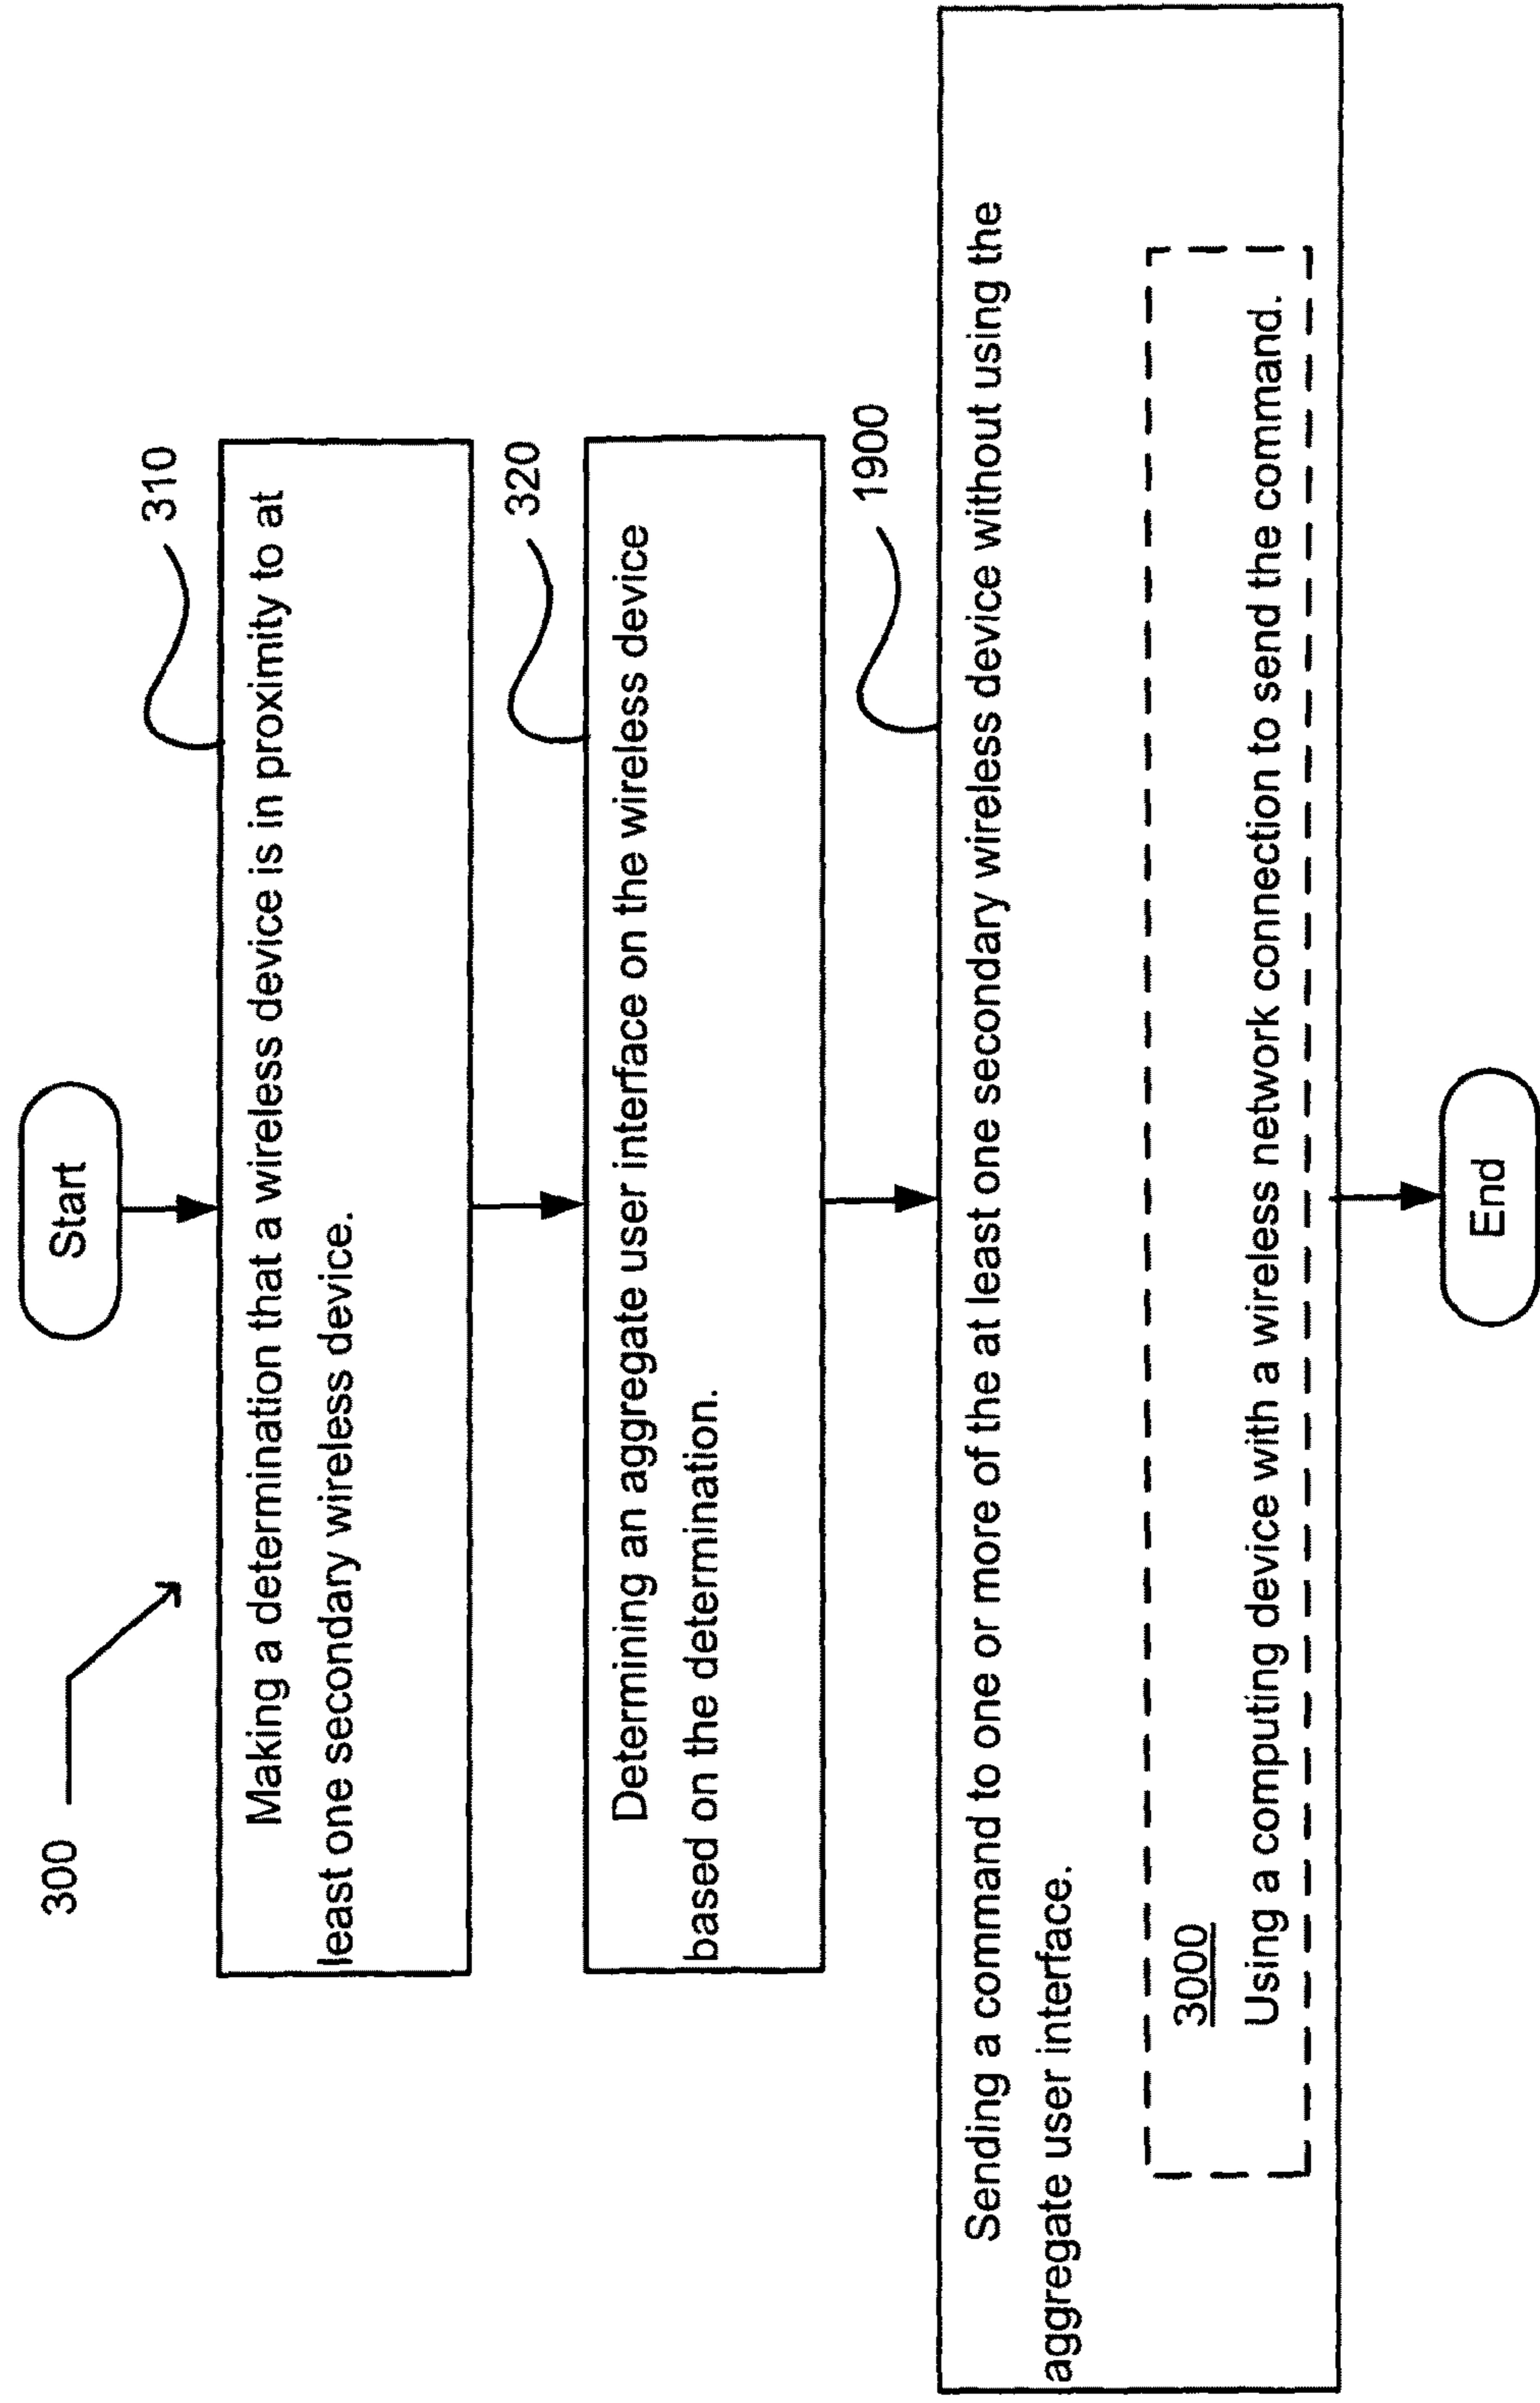 300
Start
310
Making a determination that a wireless device is in proximity to at
least one secondary wireless device.
320
Determining an aggregate user interface on the wireless device
based on the determination.
1900
Sending a command to one or more of the at least one secondary wireless device without using the
aggregate user interface.
3000
Using a computing device with a wireless network connection to send the command.
End